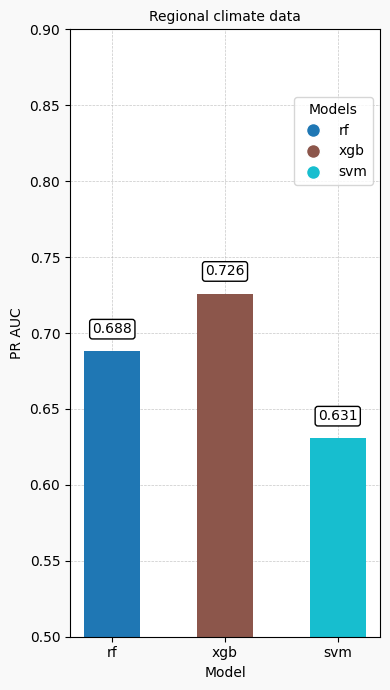 Regional climate data
0.90
0.85
0.80
0.75
0.70
0.65
0.60
0.55
0.50
PR AUC
Models
rf
xgb
svm
0.688
0.726
0.631
rf
xgb
svm
Model